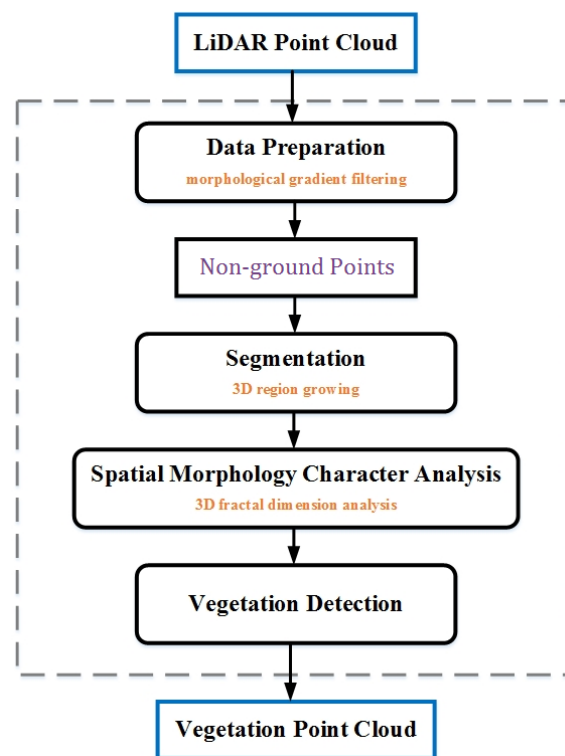 LiDAR Point Cloud
Data Preparation
morphological gradient filtering
Non-ground Points
Segmentation
3D region growing
Spatial Morphology Character Analysis
3D fractal dimension analysis
Vegetation Detection
Vegetation Point Cloud